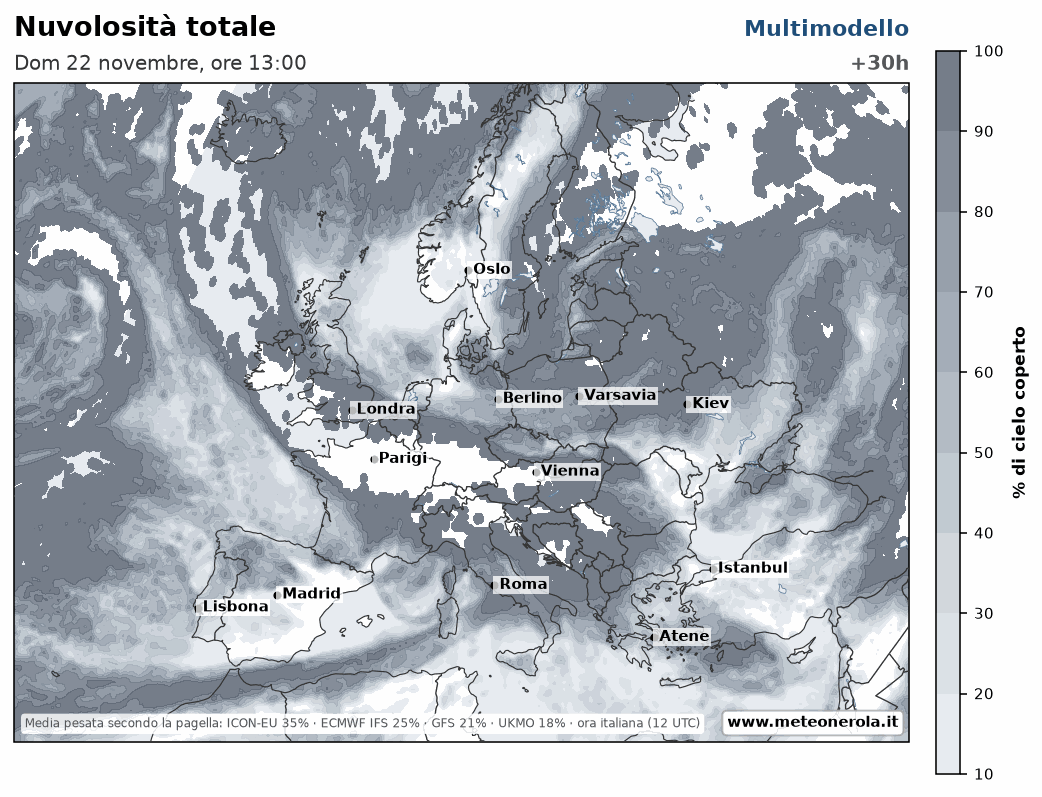 Nuvolosità totale
Multimodello
Dom 22 novembre, ore 13:00
+30h
100
90
80
70
60
50
40
30
20
10
% di cielo coperto
Oslo
Berlino
Varsavia
Kiev
Londra
Parigi
Vienna
Istanbul
Roma
Madrid
Lisbona
Atene
Media pesata secondo la pagella: ICON-EU 35% · ECMWF IFS 25% · GFS 21% · UKMO 18% · ora italiana (12 UTC)
www.meteonerola.it